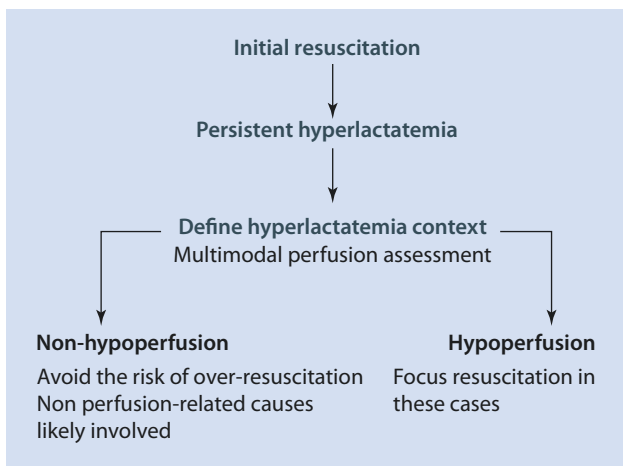 Initial resuscitation
Persistent hyperlactatemia
Define hyperlactatemia context
Multimodal perfusion assessment
Non-hypoperfusion
Avoid the risk of over-resuscitation
Non perfusion-related causes
likely involved
Hypoperfusion
Focus resuscitation in
these cases